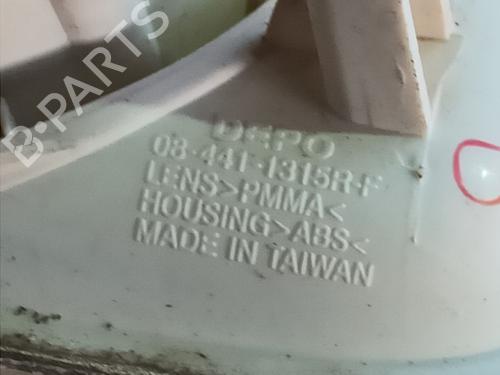 B-PARTS
DEPO
08-441-1315R-F
LENS>PMMA<
HOUSING>ABS<
MADE IN TAIWAN